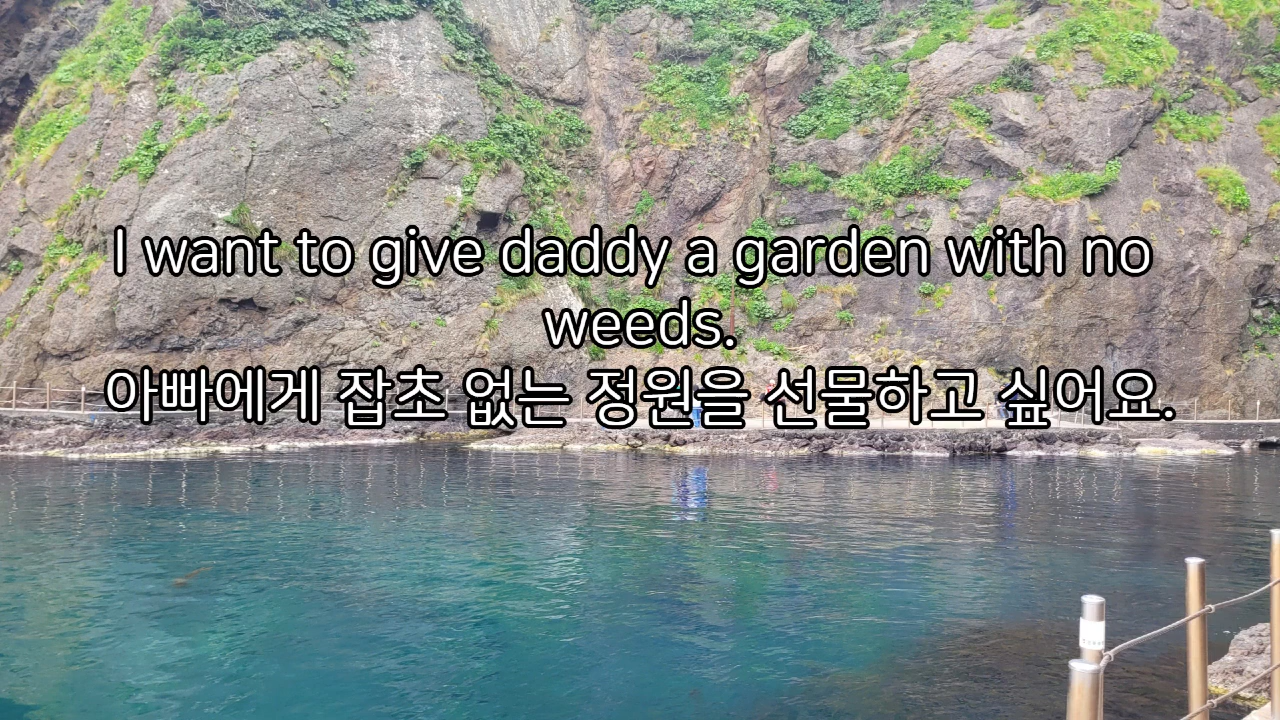 I want to give daddy a garden with no
weeds.
아빠에게 잡초 없는 정원을 선물하고 싶어요.